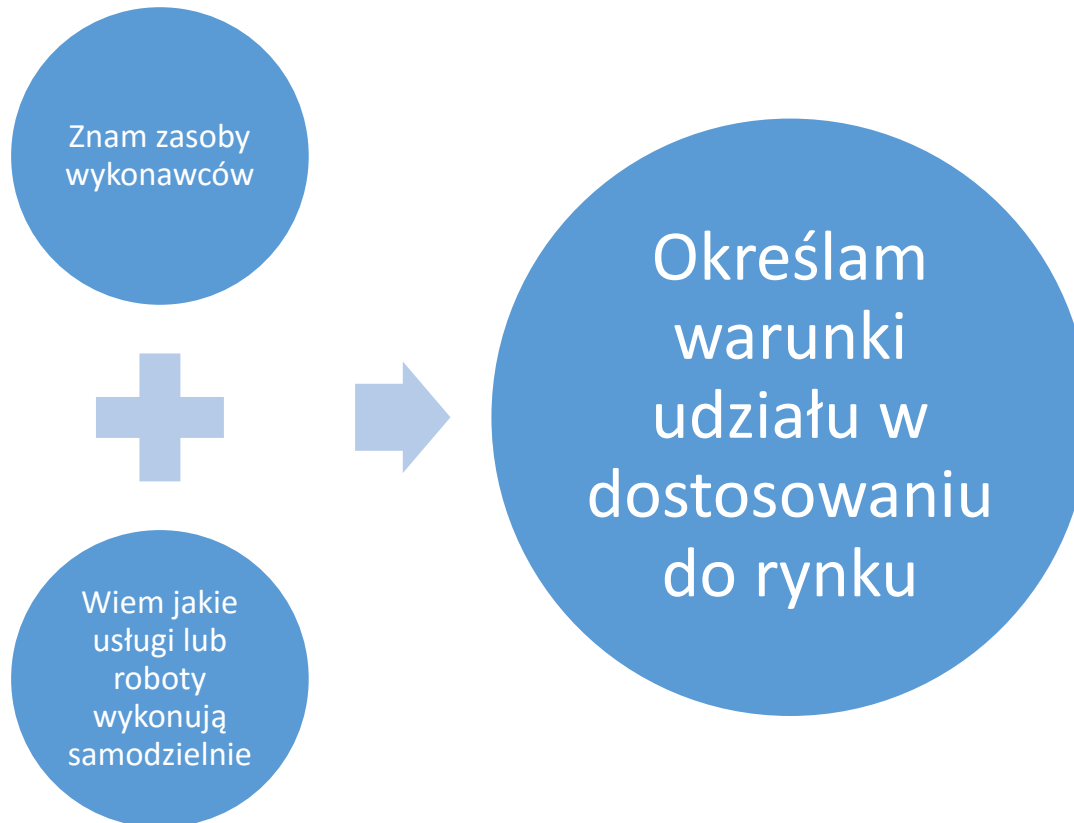 Znam zasoby
wykonawców
Wiem jakie
usługi lub
roboty
wykonują
samodzielnie
Określam
warunki
udziału w
dostosowaniu
do rynku